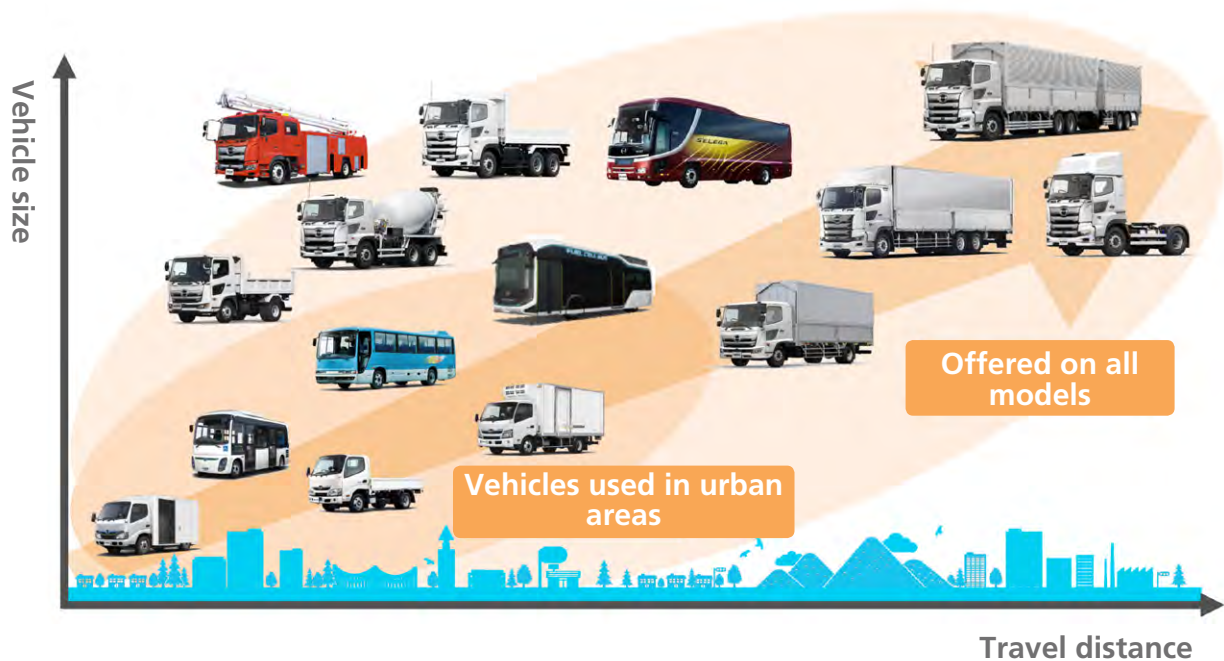 Vehicle size
SELEGA
FUEL CELL BUS
Offered on all
models
Vehicles used in urban
areas
Travel distance